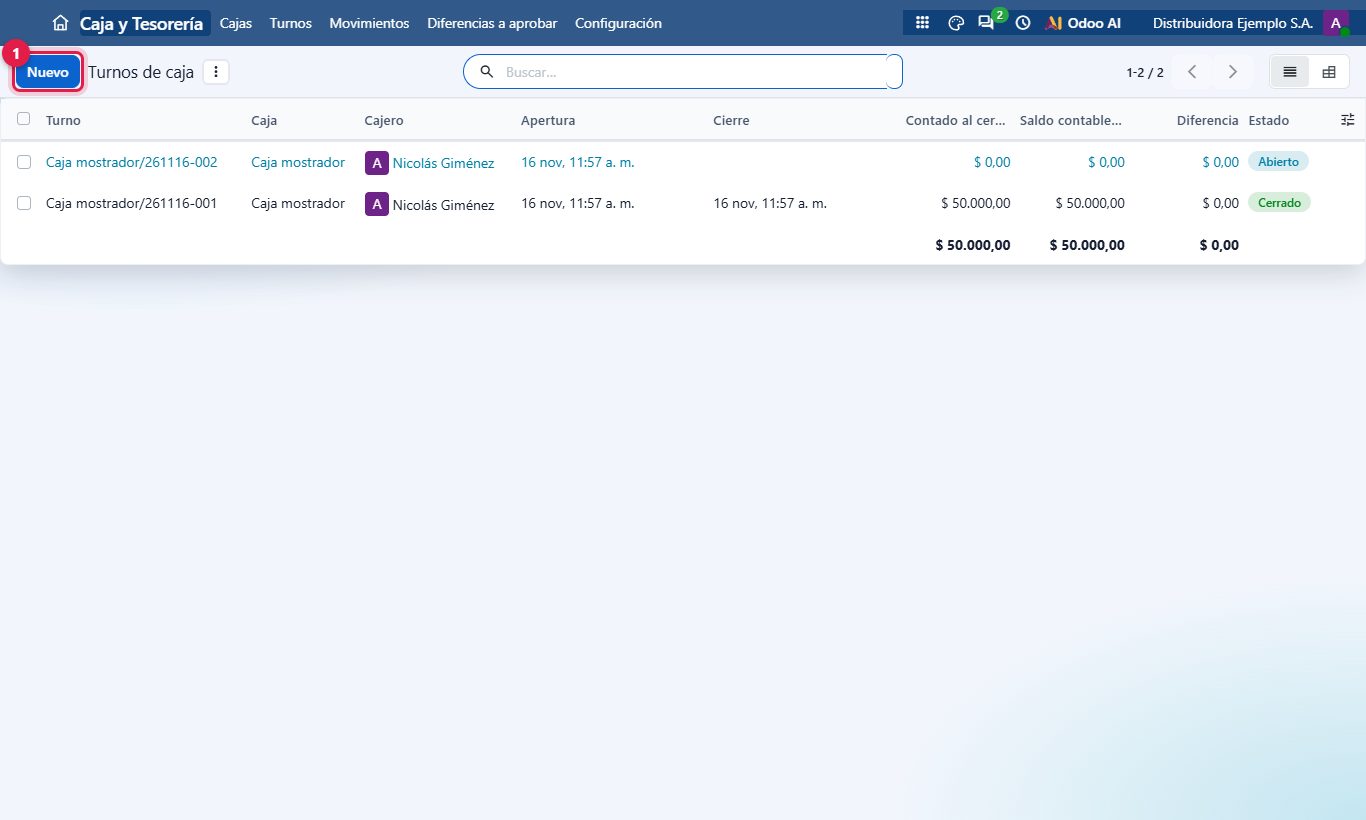 Caja y Tesorería Cajas Turnos Movimientos Diferencias a aprobar Configuración 2 Odoo AI Distribuidora Ejemplo S.A. A
1
Nuevo Turnos de caja Buscar... 1-2 / 2
Turno Caja Cajero Apertura Cierre Contado al cer... Saldo contable... Diferencia Estado
Caja mostrador/261116-002 Caja mostrador A Nicolás Giménez 16 nov, 11:57 a. m. $ 0,00 $ 0,00 $ 0,00 Abierto
Caja mostrador/261116-001 Caja mostrador A Nicolás Giménez 16 nov, 11:57 a. m. 16 nov, 11:57 a. m. $ 50.000,00 $ 50.000,00 $ 0,00 Cerrado
$ 50.000,00 $ 50.000,00 $ 0,00